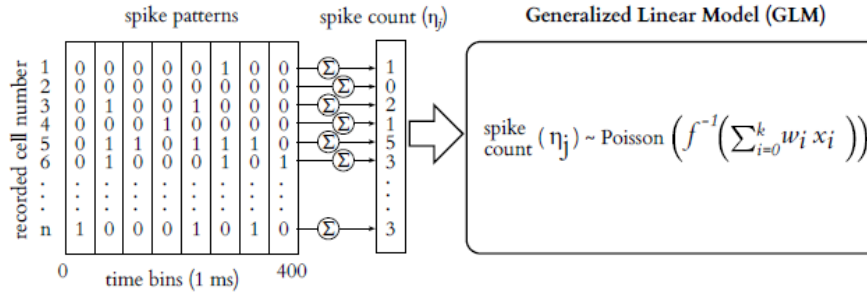 spike patterns
spike count (ηj)
Generalized Linear Model (GLM)
recorded cell number
1 0 0 0 0 0 1 0 0 Σ 1
2 0 0 0 0 0 0 0 0 Σ 0
3 0 1 0 0 1 0 0 0 Σ 2
4 0 0 0 1 0 0 0 0 Σ 1
5 0 1 1 0 1 1 1 0 Σ 5
6 0 1 0 0 0 1 0 1 Σ 3
. . . . . . . . . .
. . . . . . . . . .
. . . . . . . . . .
n 1 0 0 0 1 0 1 0 Σ 3
0 400
time bins (1 ms)
spike count (ηj) ~ Poisson (f⁻¹(∑ᵏᵢ₌₀ wᵢ xᵢ))